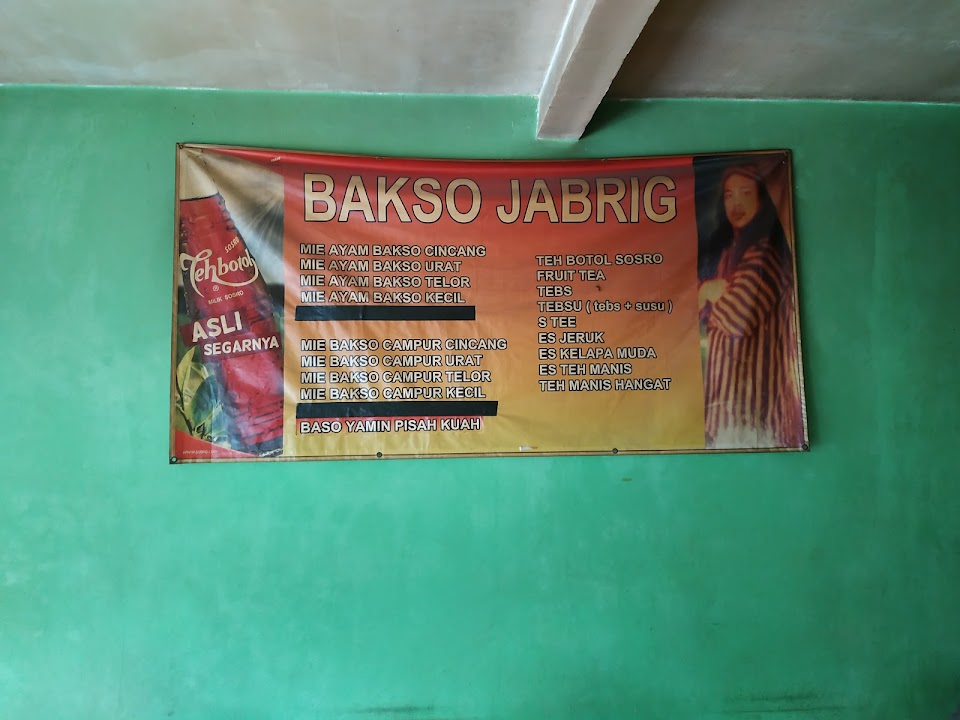 BAKSO JABRIG
SOSRO
Tehbotol
MILIK SOSRO
ASLI
SEGARNYA
MIE AYAM BAKSO CINCANG
MIE AYAM BAKSO URAT
MIE AYAM BAKSO TELOR
MIE AYAM BAKSO KECIL
MIE BAKSO CAMPUR CINCANG
MIE BAKSO CAMPUR URAT
MIE BAKSO CAMPUR TELOR
MIE BAKSO CAMPUR KECIL
BASO YAMIN PISAH KUAH
TEH BOTOL SOSRO
FRUIT TEA
TEBS
TEBSU ( tebs + susu )
S TEE
ES JERUK
ES KELAPA MUDA
ES TEH MANIS
TEH MANIS HANGAT